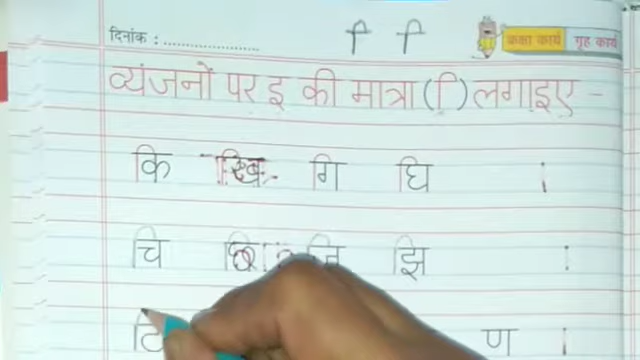 दिनांक : ........................ ि ि कक्षा कार्य गृह कार्य
व्यंजनों पर इ की मात्रा (ि) लगाइए -
कि खि गि घि
चि छि जि झि
टि ण